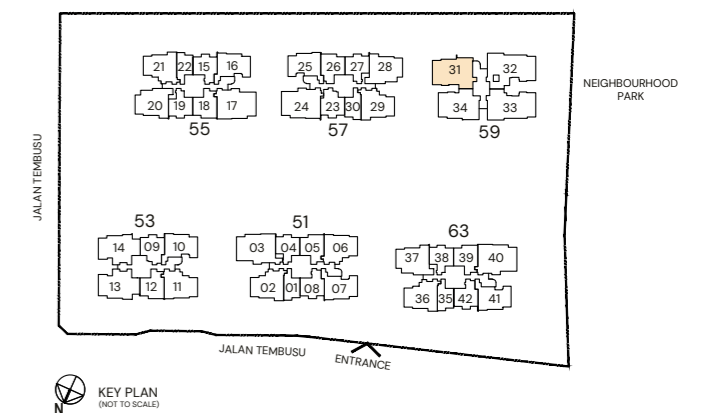 21 22 15 16
25 26 27 28
31 32
20 19 18 17
24 23 30 29
34 33
55
57
59
NEIGHBOURHOOD
PARK
JALAN TEMBUSU
53
51
63
14 09 10
03 04 05 06
37 38 39 40
13 12 11
02 01 08 07
36 35 42 41
JALAN TEMBUSU
ENTRANCE
N
KEY PLAN
(NOT TO SCALE)